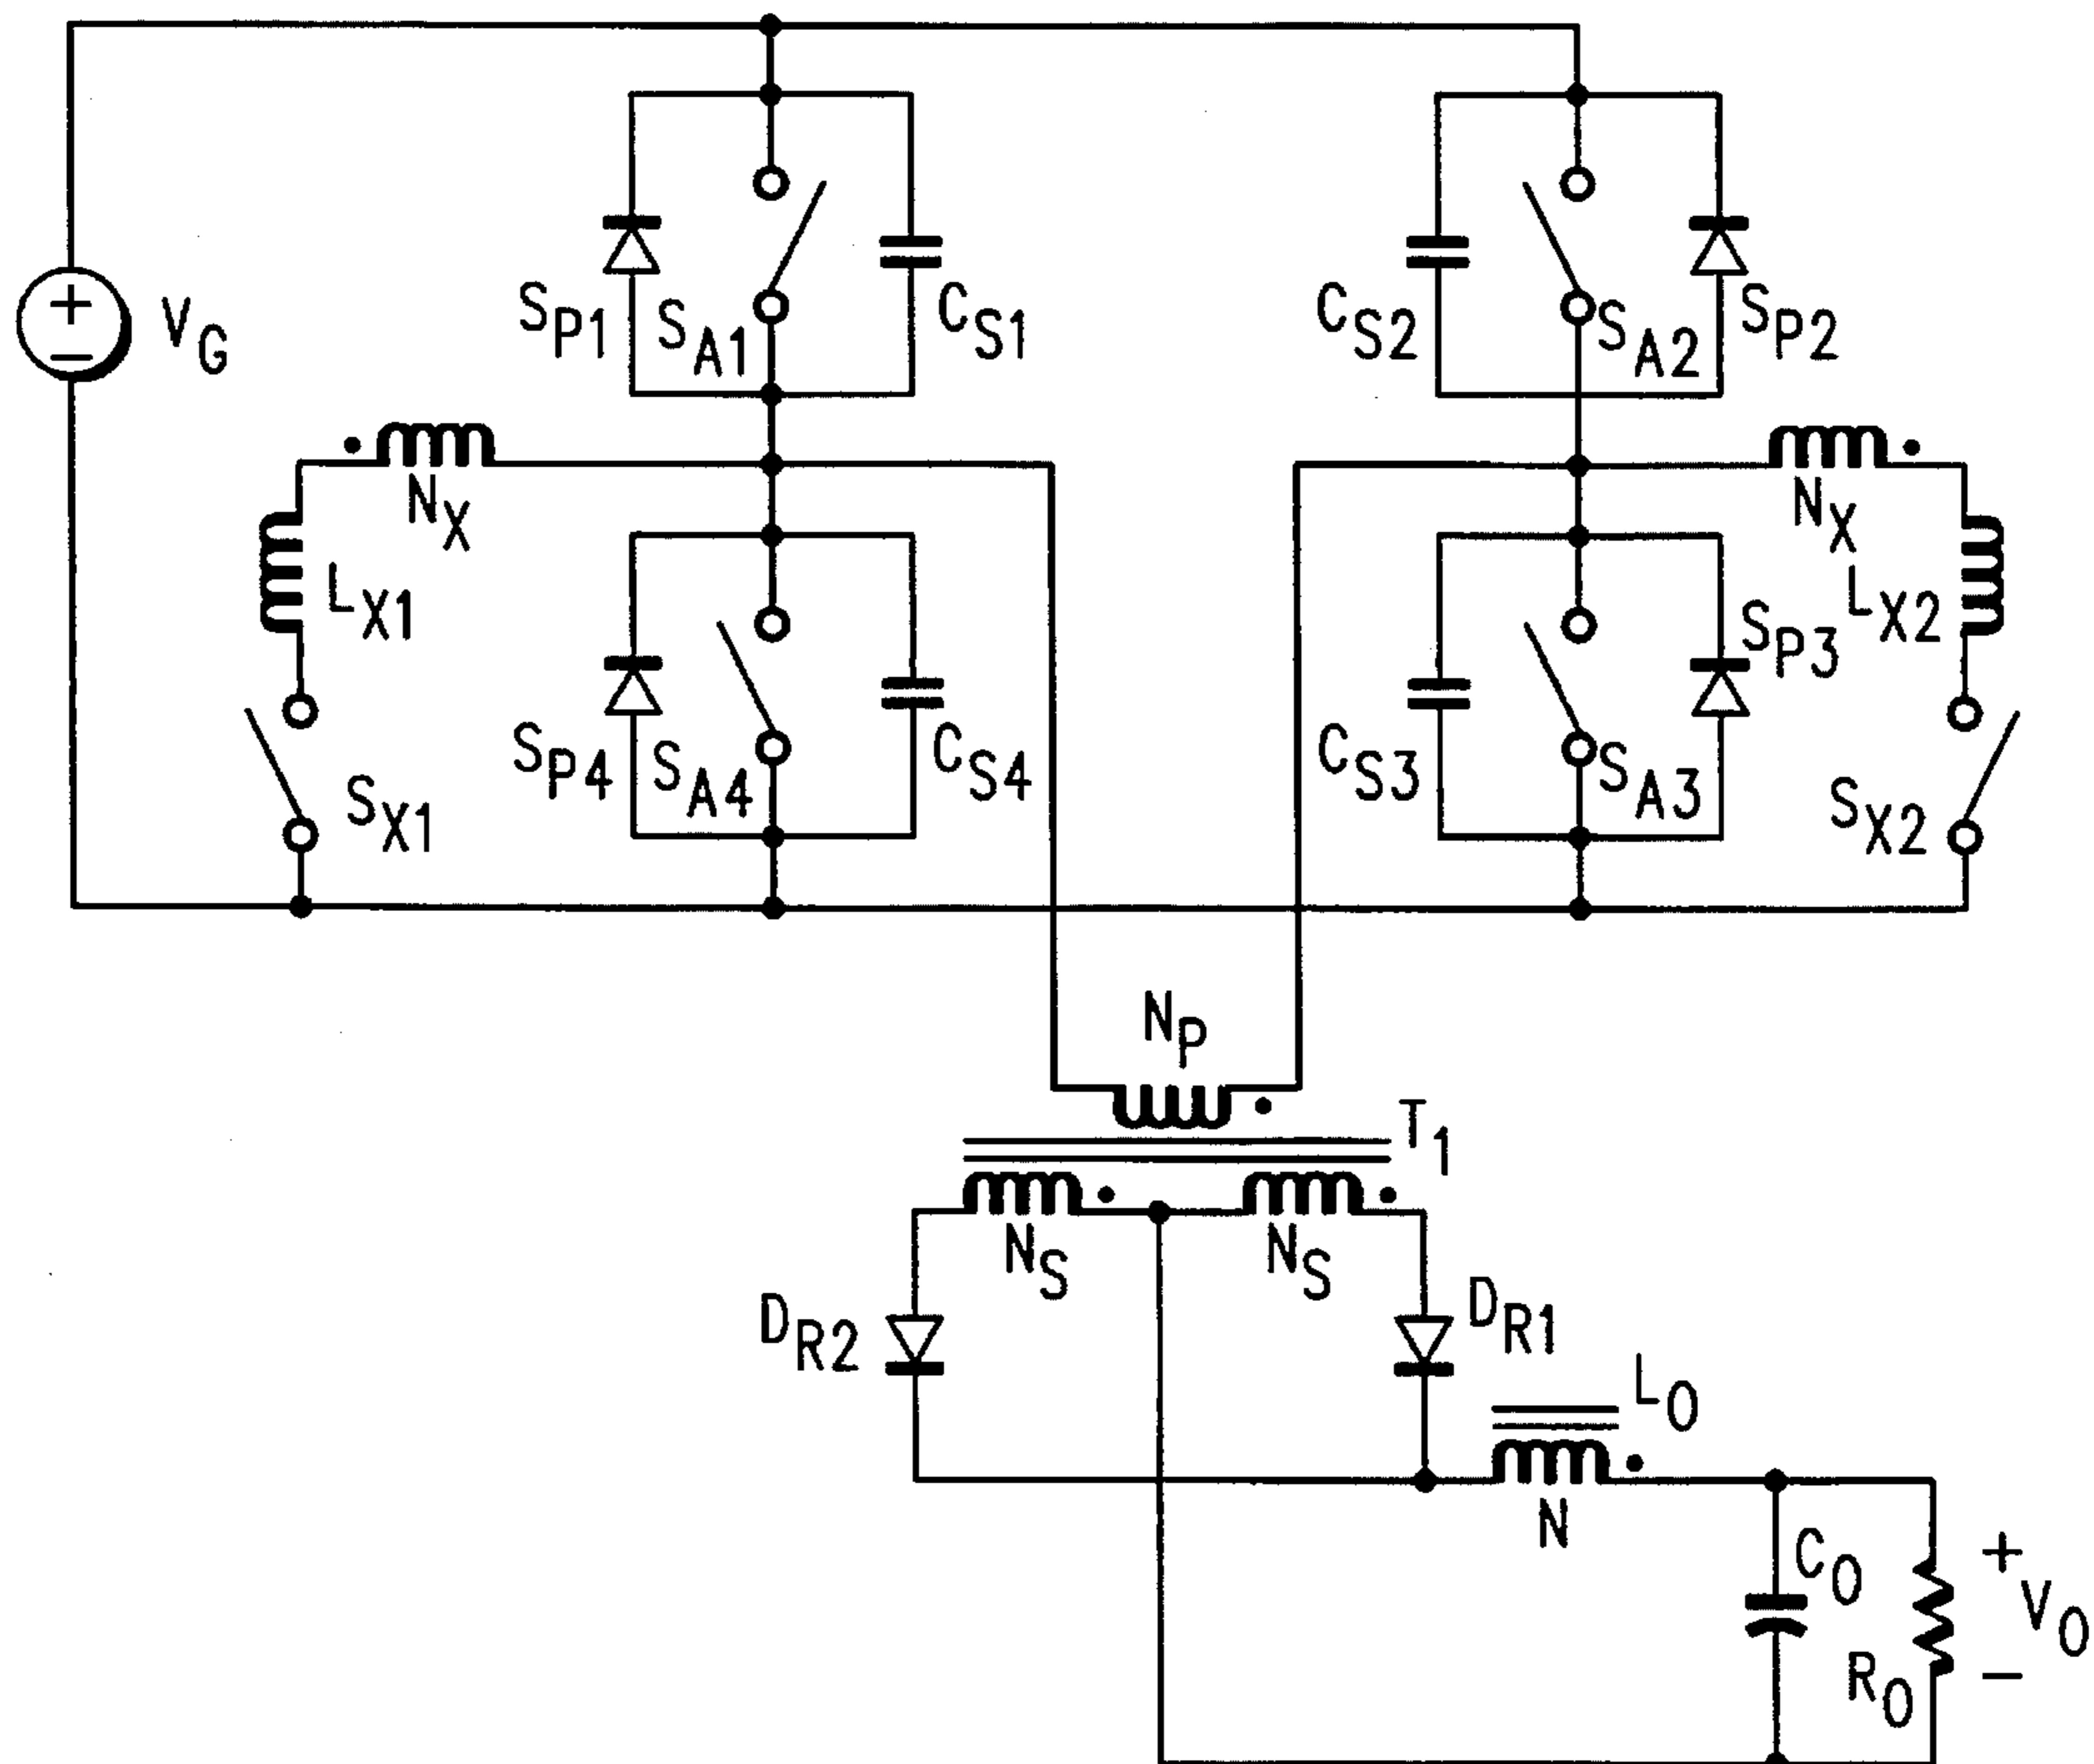 +
−
VG
SP1
SA1
CS1
CS2
SA2
SP2
NX
LX1
SX1
SP4
SA4
CS4
CS3
SA3
SP3
NX
LX2
SX2
NP
T1
NS
NS
DR2
DR1
LO
N
CO
RO
+
VO
−